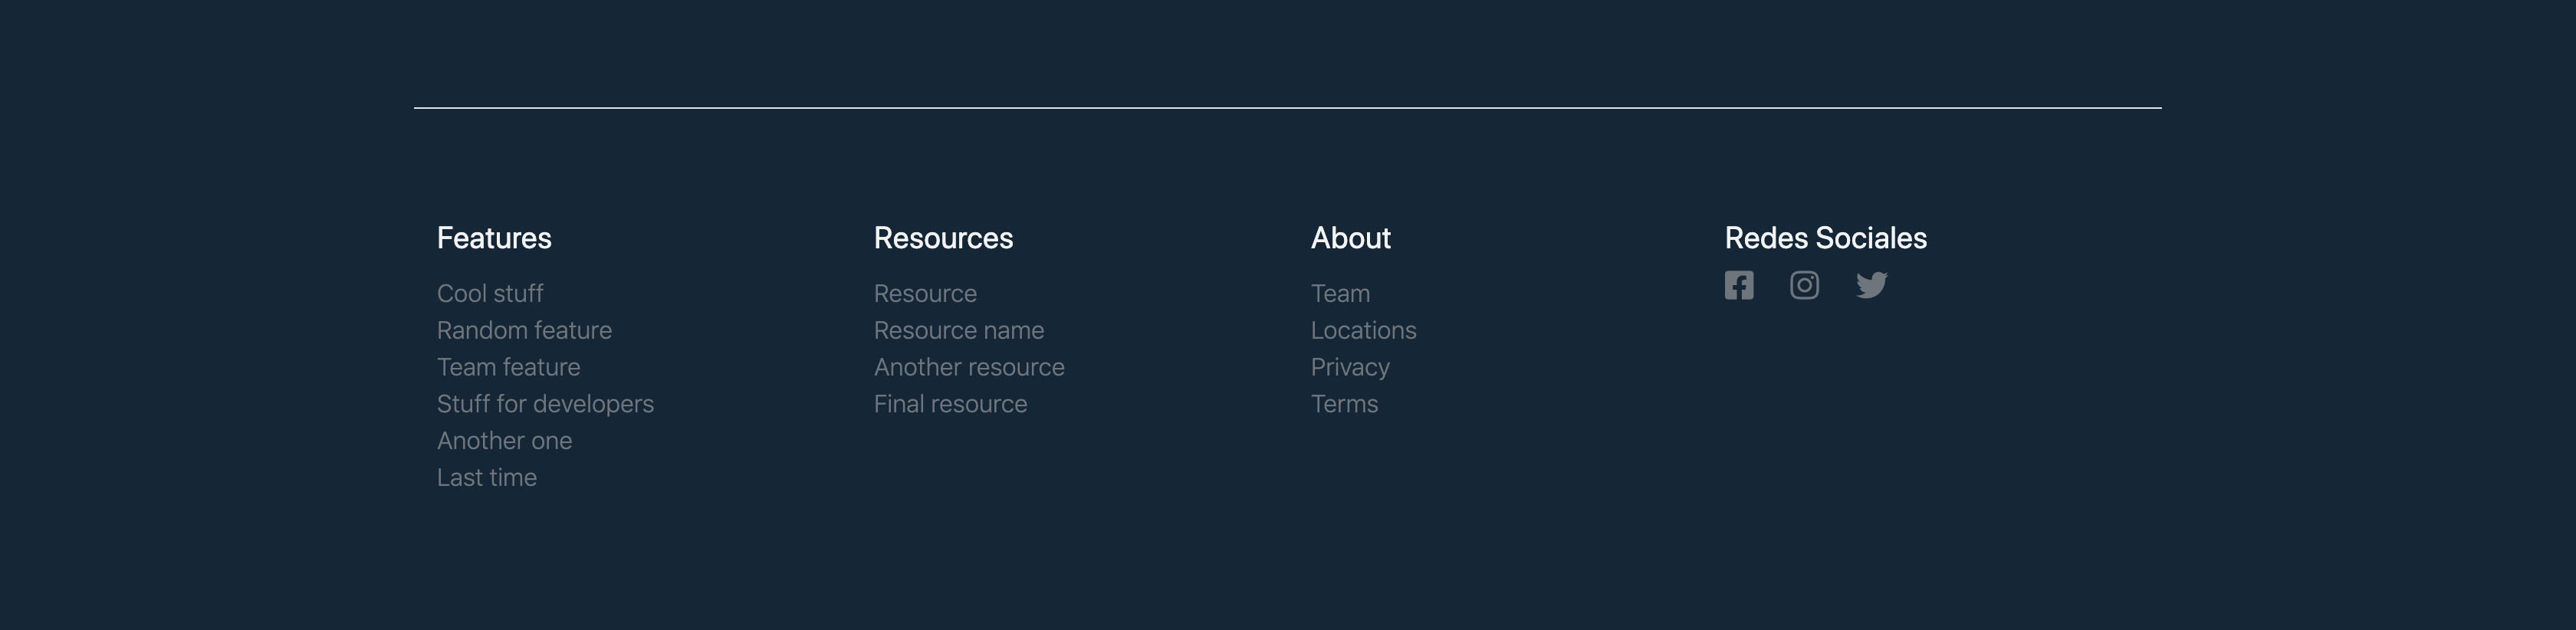 Features
Cool stuff
Random feature
Team feature
Stuff for developers
Another one
Last time
Resources
Resource
Resource name
Another resource
Final resource
About
Team
Locations
Privacy
Terms
Redes Sociales